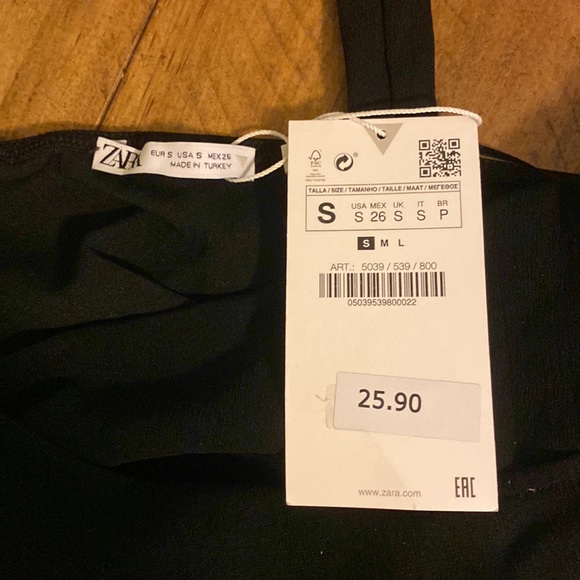 ZARA
EUR S USA S MEX 26
MADE IN TURKEY
FSC
TALLA / SIZE / TAMANHO / TAILLE / MAAT / ΜΕΓΕΘΟΣ
S
USA MEX UK IT BR
S 26 S S P
S M L
ART.: 5039 / 539 / 800
05039539800022
25.90
www.zara.com
EAC